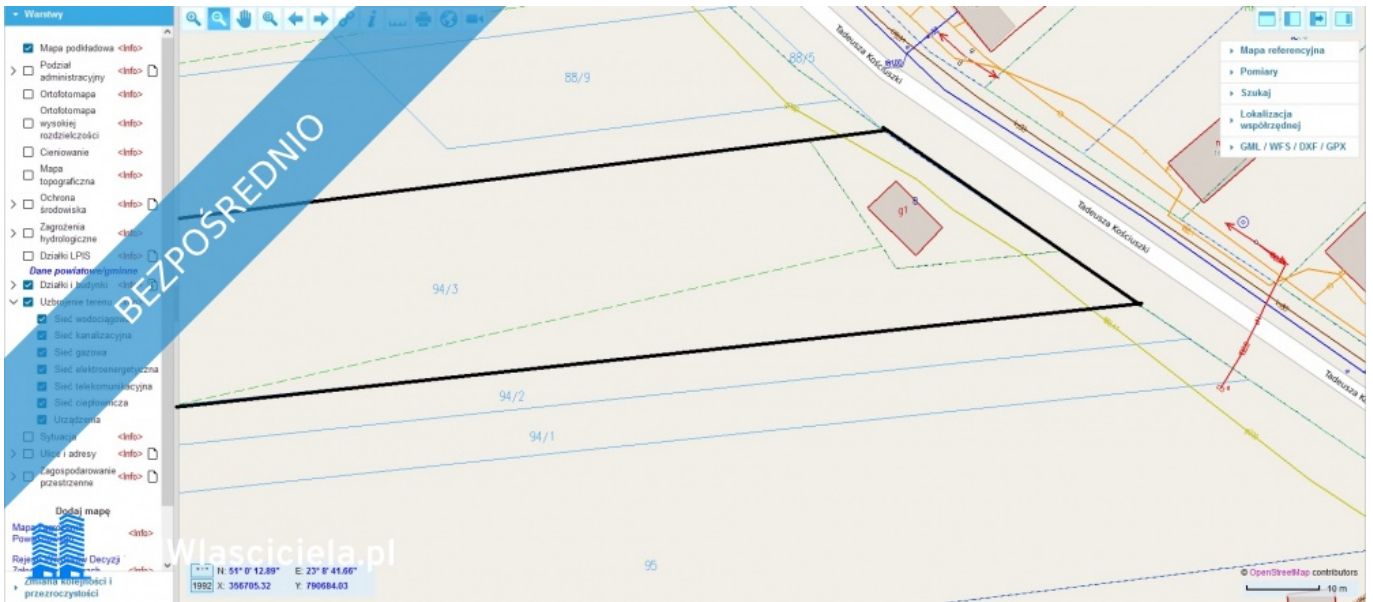 Warstwy
Mapa podkładowa <Info>
Podział
administracyjny <Info>
Ortofotomapa <Info>
Ortofotomapa
wysokiej <Info>
rozdzielczości
Cieniowanie <Info>
Mapa
topograficzna <Info>
Ochrona
środowiska <Info>
Zagrożenia
hydrologiczne <Info>
Działki LPIS <Info>
Dane powiatowe/gminne
Działki i budynki <Info>
Uzbrojenie terenu
Sieć wodociągowa
Sieć kanalizacyjna
Sieć gazowa
Sieć elektroenergetyczna
Sieć telekomunikacyjna
Sieć ciepłownicza
Urządzenia
Sytuacja <Info>
Ulice i adresy <Info>
Zagospodarowanie
przestrzenne <Info>
Dodaj mapę
<Info>
Decyzji
Zmiana kolejności i
przezroczystości
BEZPOŚREDNIO
Wlasciciela.pl
88/9
88/5
94/3
94/2
94/1
95
g1
Tadeusza Kościuszki
Tadeusza Kościuszki
Mapa referencyjna
Pomiary
Szukaj
Lokalizacja
współrzędnej
GML / WFS / DXF / GPX
N: 51° 0' 12.89" E: 23° 8' 41.66"
1992 X: 356705.32 Y: 790684.03
© OpenStreetMap contributors
10 m